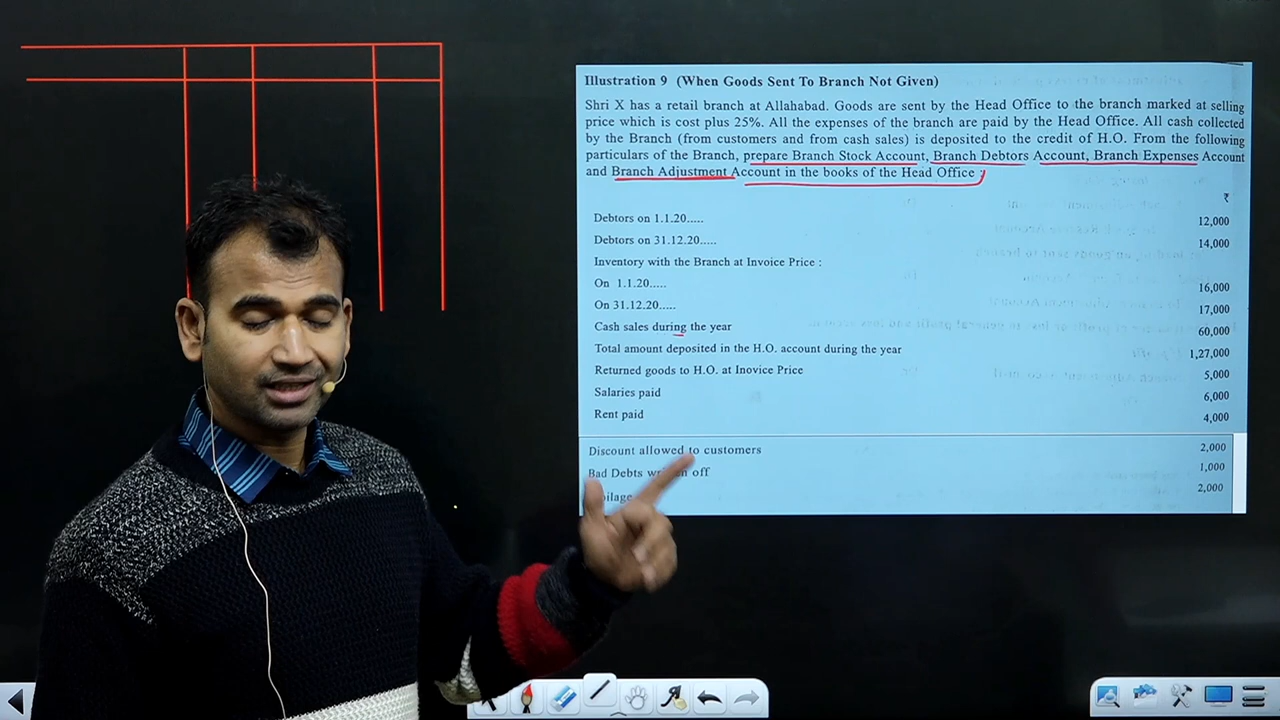 Illustration 9 (When Goods Sent To Branch Not Given)
Shri X has a retail branch at Allahabad. Goods are sent by the Head Office to the branch marked at selling
price which is cost plus 25%. All the expenses of the branch are paid by the Head Office. All cash collected
by the Branch (from customers and from cash sales) is deposited to the credit of H.O. From the following
particulars of the Branch, prepare Branch Stock Account, Branch Debtors Account, Branch Expenses Account
and Branch Adjustment Account in the books of the Head Office :
₹
Debtors on 1.1.20..... 12,000
Debtors on 31.12.20..... 14,000
Inventory with the Branch at Invoice Price :
On 1.1.20..... 16,000
On 31.12.20..... 17,000
Cash sales during the year 60,000
Total amount deposited in the H.O. account during the year 1,27,000
Returned goods to H.O. at Inovice Price 5,000
Salaries paid 6,000
Rent paid 4,000
Discount allowed to customers 2,000
Bad Debts off 1,000
2,000